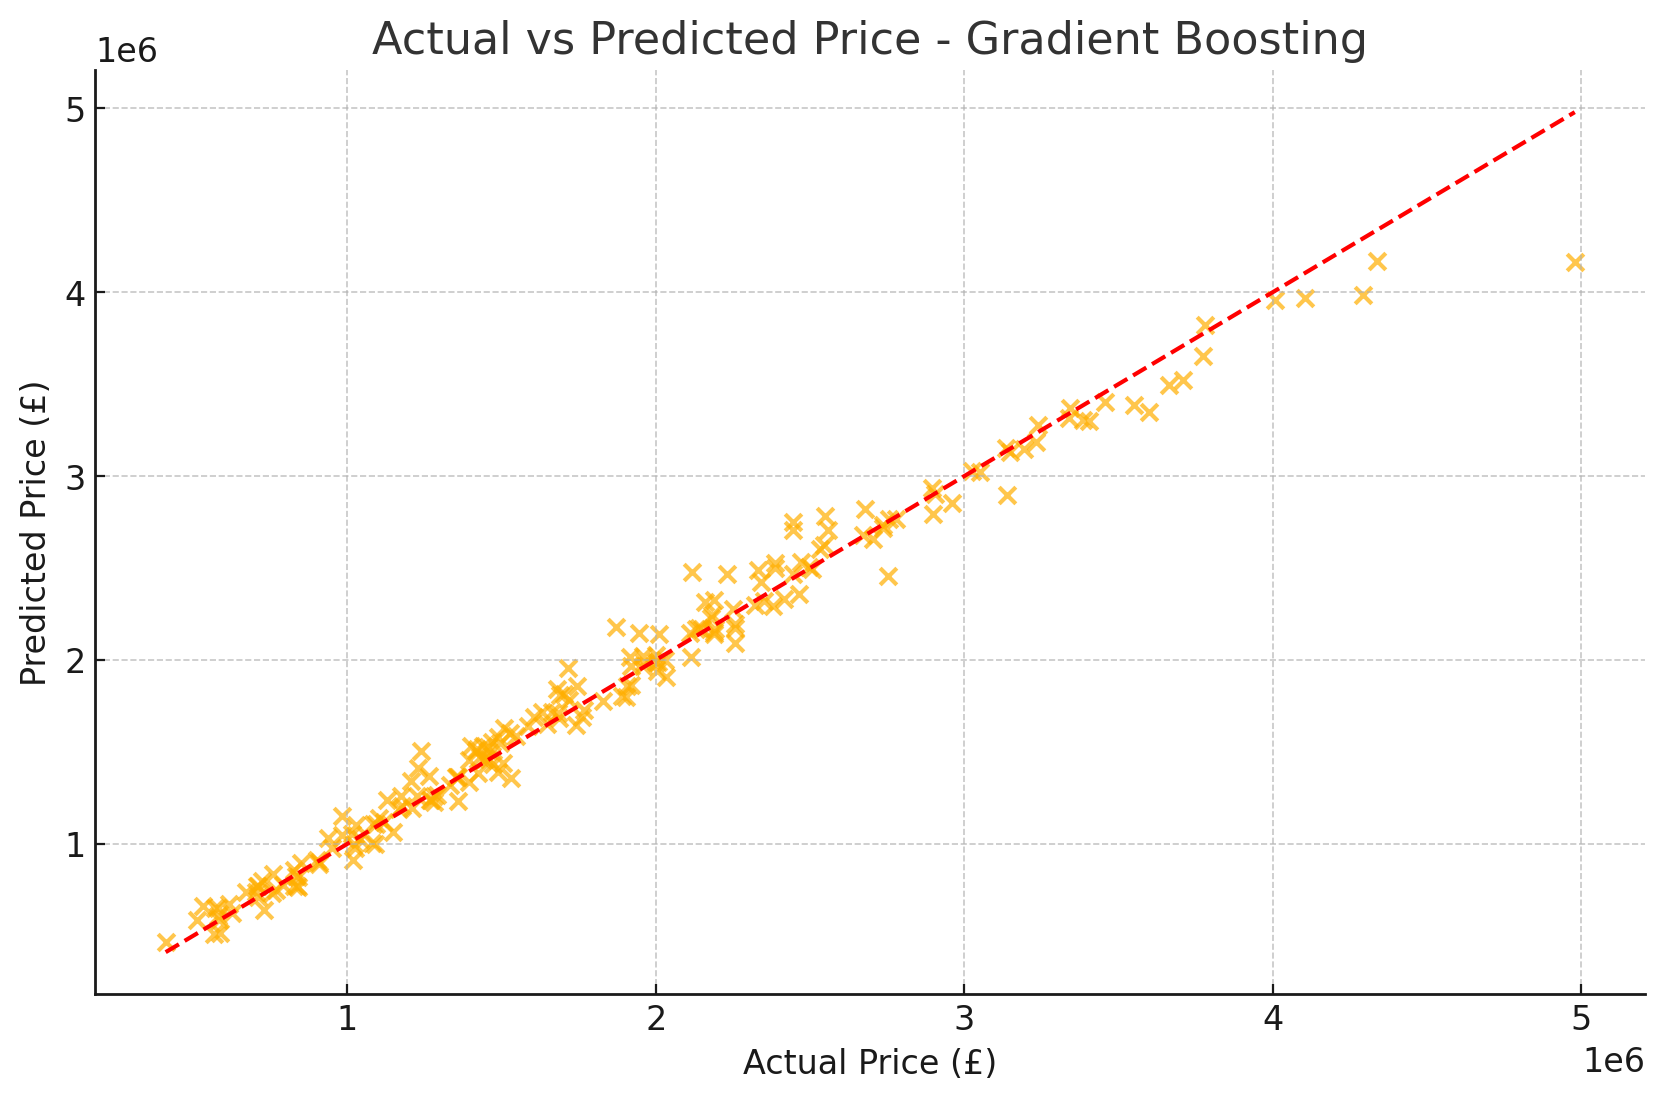 Actual vs Predicted Price - Gradient Boosting
1e6
5
4
3
2
1
Predicted Price (£)
1 2 3 4 5
Actual Price (£)
1e6